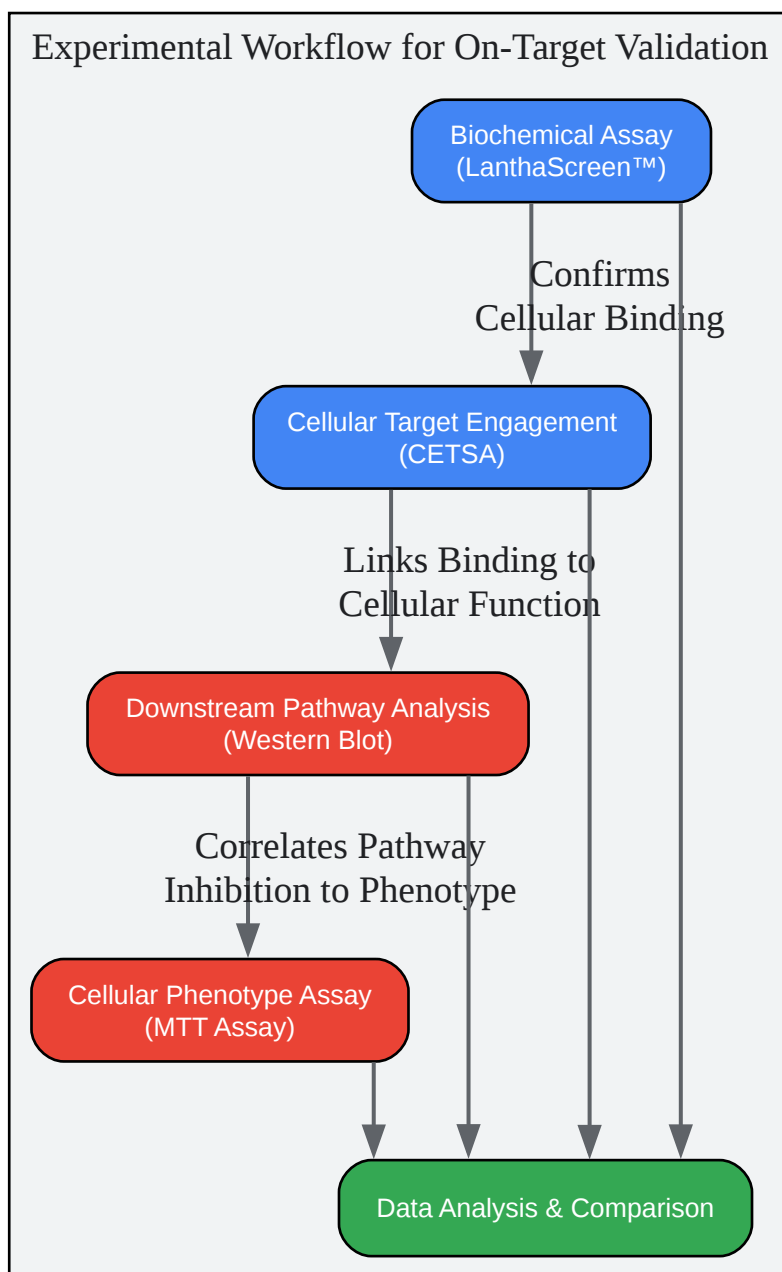 Experimental Workflow for On-Target Validation
Biochemical Assay
(LanthaScreen™)
Confirms
Cellular Binding
Cellular Target Engagement
(CETSA)
Links Binding to
Cellular Function
Downstream Pathway Analysis
(Western Blot)
Correlates Pathway
Inhibition to Phenotype
Cellular Phenotype Assay
(MTT Assay)
Data Analysis & Comparison